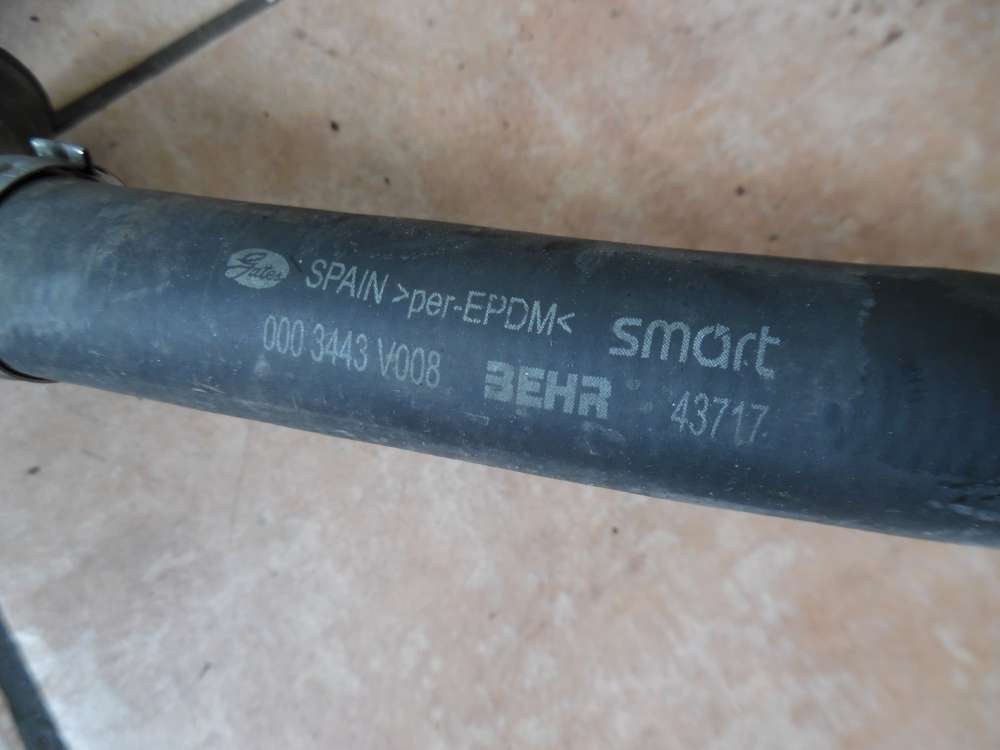 Gates SPAIN >per-EPDM< smart
000 3443 V008 BEHR 43717